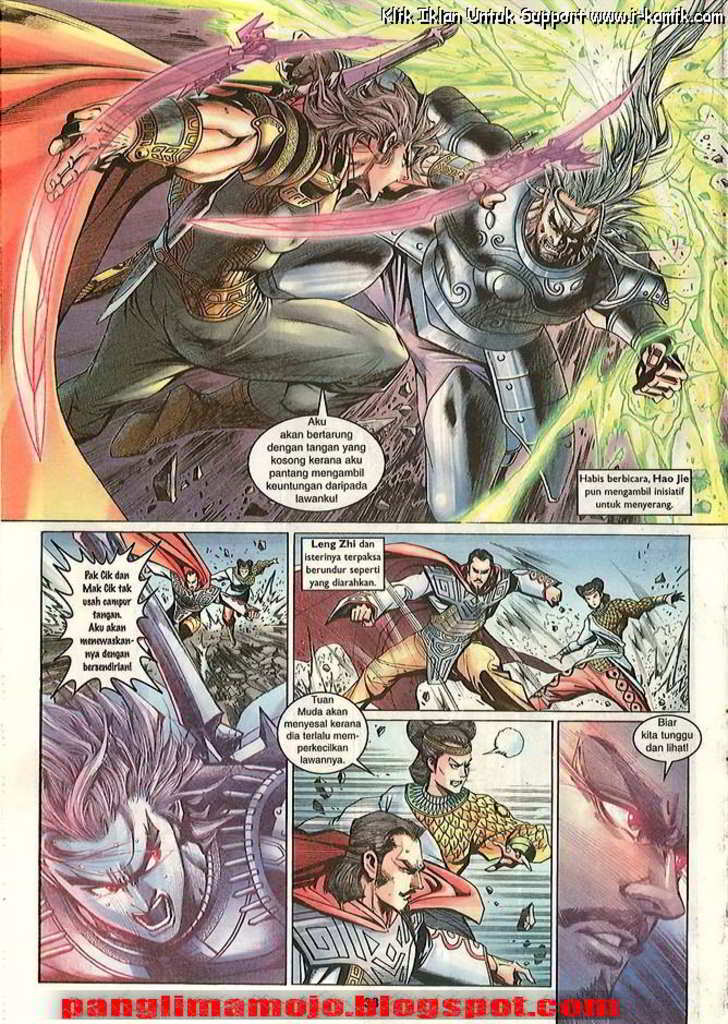 Klik Iklan Untuk Support www.i-komik.com
Aku
akan bertarung
dengan tangan yang
kosong kerana aku
pantang mengambil
keuntungan daripada
lawanku!
Habis berbicara, Hao Jie
pun mengambil inisiatif
untuk menyerang.
Pak Cik dan
Mak Cik tak
usah campur
tangan.
Aku akan
menewaskan-
nya dengan
bersendirian!
Leng Zhi dan
isterinya terpaksa
berundur seperti
yang diarahkan.
Tuan
Muda akan
menyesal kerana
dia terlalu mem-
perkecilkan
lawannya.
Biar
kita tunggu
dan lihat!
panglimamojo.blogspot.com